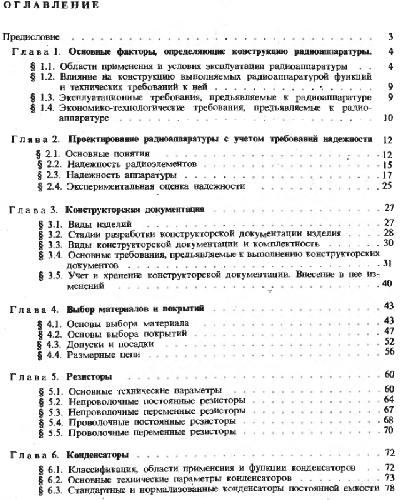 ОГЛАВЛЕНИЕ
Предисловие . . . 3
Глава 1. Основные факторы, определяющие конструкцию радиоаппаратуры. 4
§ 1.1. Области применения и условия эксплуатации радиоаппаратуры . . 4
§ 1.2. Влияние на конструкцию выполняемых радиоаппаратурой функций
и технических требований к ней . . . 9
§ 1.3. Эксплуатационные требования, предъявляемые к радиоаппаратуре 9
§ 1.4. Экономико-технологические требования, предъявляемые к радио-
аппаратуре . . . 10
Глава 2. Проектирование радиоаппаратуры с учетом требований надежности 12
§ 2.1. Основные понятия . . . 12
§ 2.2. Надежность радиоэлементов . . . 15
§ 2.3. Надежность аппаратуры . . . 17
§ 2.4. Экспериментальная оценка надежности . . . 25
Глава 3. Конструкторская документация . . . 27
§ 3.1. Виды изделий . . . 27
§ 3.2. Стадии разработки конструкторской документации изделия . . . 28
§ 3.3. Виды конструкторской документации и комплектность . . . 30
§ 3.4. Основные требования, предъявляемые к выполнению конструкторских
документов . . . 31
§ 3.5. Учет и хранение конструкторской документации. Внесение в нее из-
менений . . . 40
Глава 4. Выбор материалов и покрытий . . . 43
§ 4.1. Основы выбора материала . . . 43
§ 4.2. Основы выбора покрытий . . . 47
§ 4.3. Допуски и посадки . . . 52
§ 4.4. Размерные цепи . . . 56
Глава 5. Резисторы . . . 60
§ 5.1. Основные технические параметры . . . 60
§ 5.2. Непроволочные постоянные резисторы . . . 64
§ 5.3. Непроволочные переменные резисторы . . . 67
§ 5.4. Проволочные постоянные резисторы . . . 68
§ 5.5. Проволочные переменные резисторы . . . 70
Глава 6. Конденсаторы . . . 72
§ 6.1. Классификация, области применения и функции конденсаторов . . . 72
§ 6.2. Основные технические параметры конденсаторов . . . 73
§ 6.3. Стандартные и нормализованные конденсаторы постоянной емкости 78